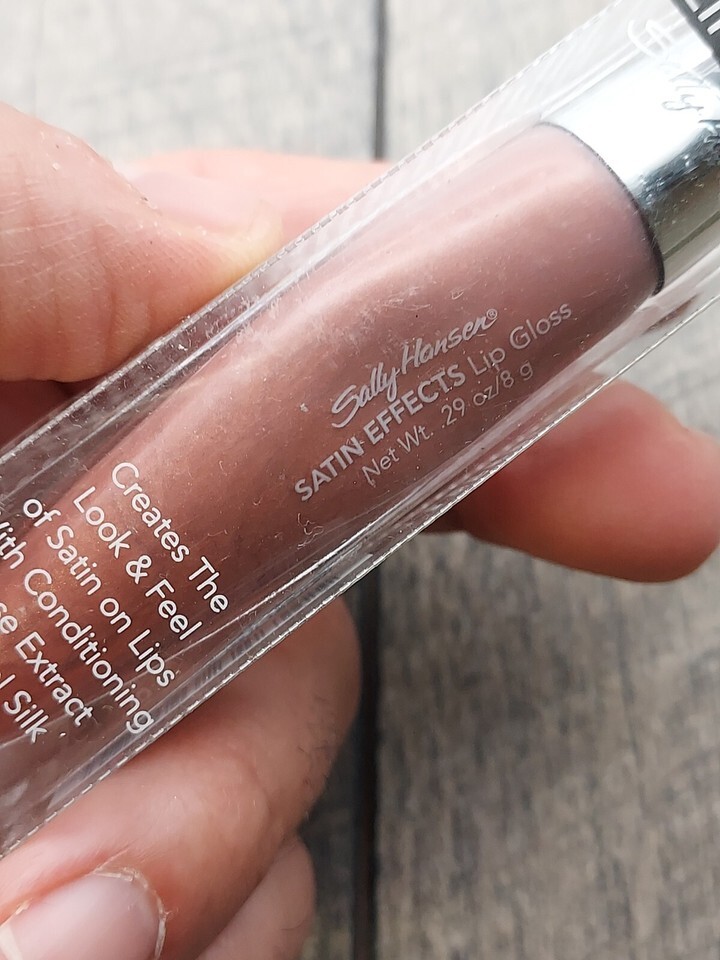 Sally Hansen®
SATIN EFFECTS Lip Gloss
Net Wt. .29 oz/8 g
Creates The
Look & Feel
of Satin on Lips
With Conditioning
Extract
Silk